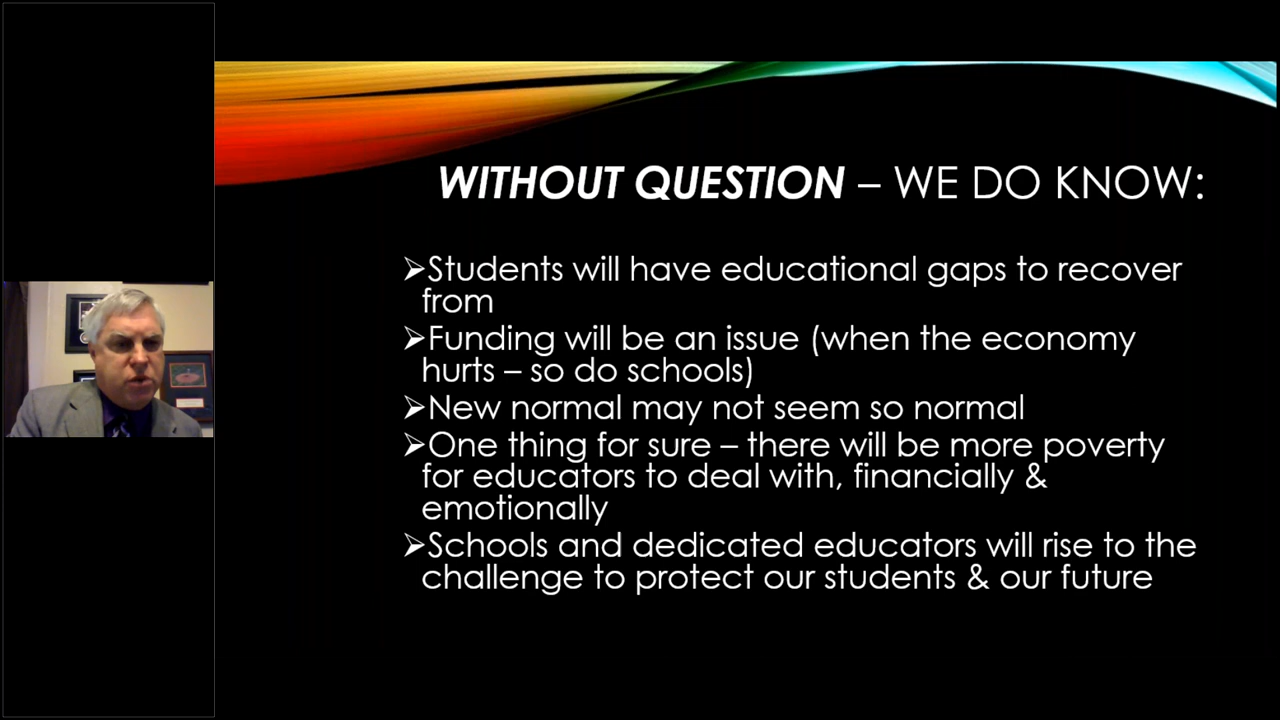 WITHOUT QUESTION – WE DO KNOW:
➢Students will have educational gaps to recover
from
➢Funding will be an issue (when the economy
hurts – so do schools)
➢New normal may not seem so normal
➢One thing for sure – there will be more poverty
for educators to deal with, financially &
emotionally
➢Schools and dedicated educators will rise to the
challenge to protect our students & our future